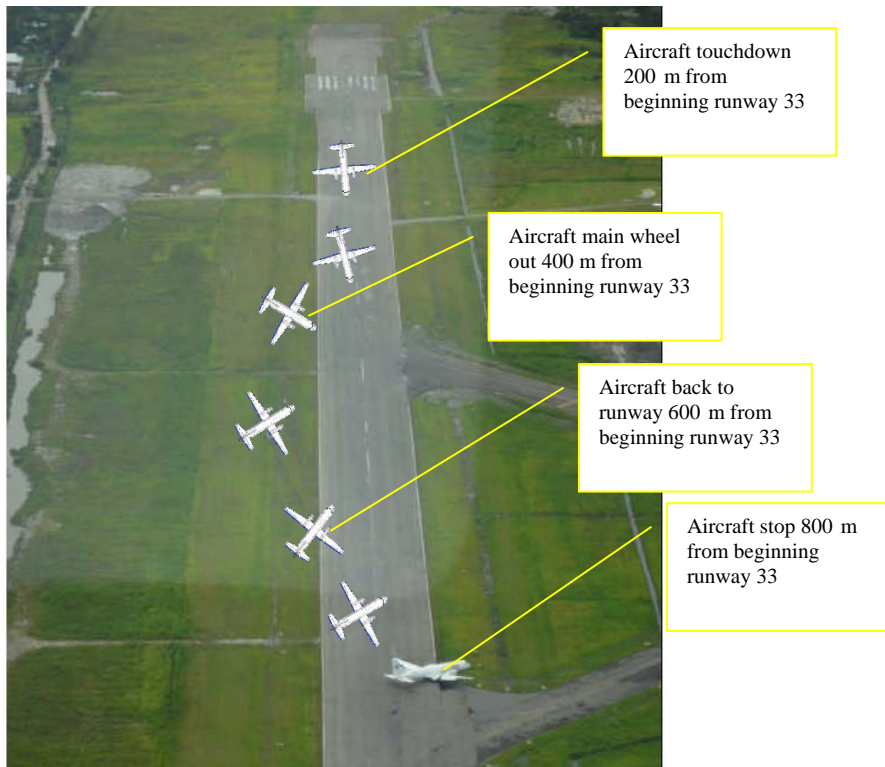 Aircraft touchdown
200 m from
beginning runway 33
Aircraft main wheel
out 400 m from
beginning runway 33
Aircraft back to
runway 600 m from
beginning runway 33
Aircraft stop 800 m
from beginning
runway 33